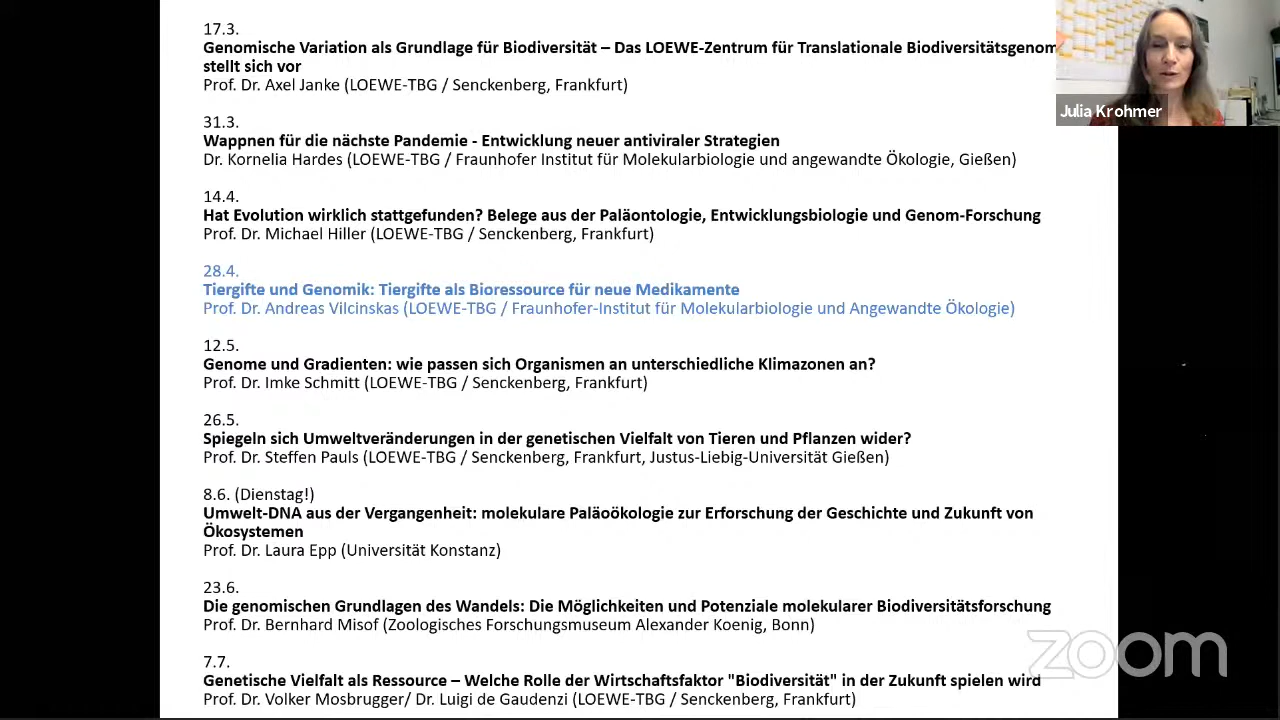 17.3.
Genomische Variation als Grundlage für Biodiversität – Das LOEWE-Zentrum für Translationale Biodiversitätsgenom
stellt sich vor
Prof. Dr. Axel Janke (LOEWE-TBG / Senckenberg, Frankfurt)
Julia Krohmer
31.3.
Wappnen für die nächste Pandemie - Entwicklung neuer antiviraler Strategien
Dr. Kornelia Hardes (LOEWE-TBG / Fraunhofer Institut für Molekularbiologie und angewandte Ökologie, Gießen)
14.4.
Hat Evolution wirklich stattgefunden? Belege aus der Paläontologie, Entwicklungsbiologie und Genom-Forschung
Prof. Dr. Michael Hiller (LOEWE-TBG / Senckenberg, Frankfurt)
28.4.
Tiergifte und Genomik: Tiergifte als Bioressource für neue Medikamente
Prof. Dr. Andreas Vilcinskas (LOEWE-TBG / Fraunhofer-Institut für Molekularbiologie und Angewandte Ökologie)
12.5.
Genome und Gradienten: wie passen sich Organismen an unterschiedliche Klimazonen an?
Prof. Dr. Imke Schmitt (LOEWE-TBG / Senckenberg, Frankfurt)
26.5.
Spiegeln sich Umweltveränderungen in der genetischen Vielfalt von Tieren und Pflanzen wider?
Prof. Dr. Steffen Pauls (LOEWE-TBG / Senckenberg, Frankfurt, Justus-Liebig-Universität Gießen)
8.6. (Dienstag!)
Umwelt-DNA aus der Vergangenheit: molekulare Paläoökologie zur Erforschung der Geschichte und Zukunft von
Ökosystemen
Prof. Dr. Laura Epp (Universität Konstanz)
23.6.
Die genomischen Grundlagen des Wandels: Die Möglichkeiten und Potenziale molekularer Biodiversitätsforschung
Prof. Dr. Bernhard Misof (Zoologisches Forschungsmuseum Alexander Koenig, Bonn)
zoom
7.7.
Genetische Vielfalt als Ressource – Welche Rolle der Wirtschaftsfaktor "Biodiversität" in der Zukunft spielen wird
Prof. Dr. Volker Mosbrugger/ Dr. Luigi de Gaudenzi (LOEWE-TBG / Senckenberg, Frankfurt)